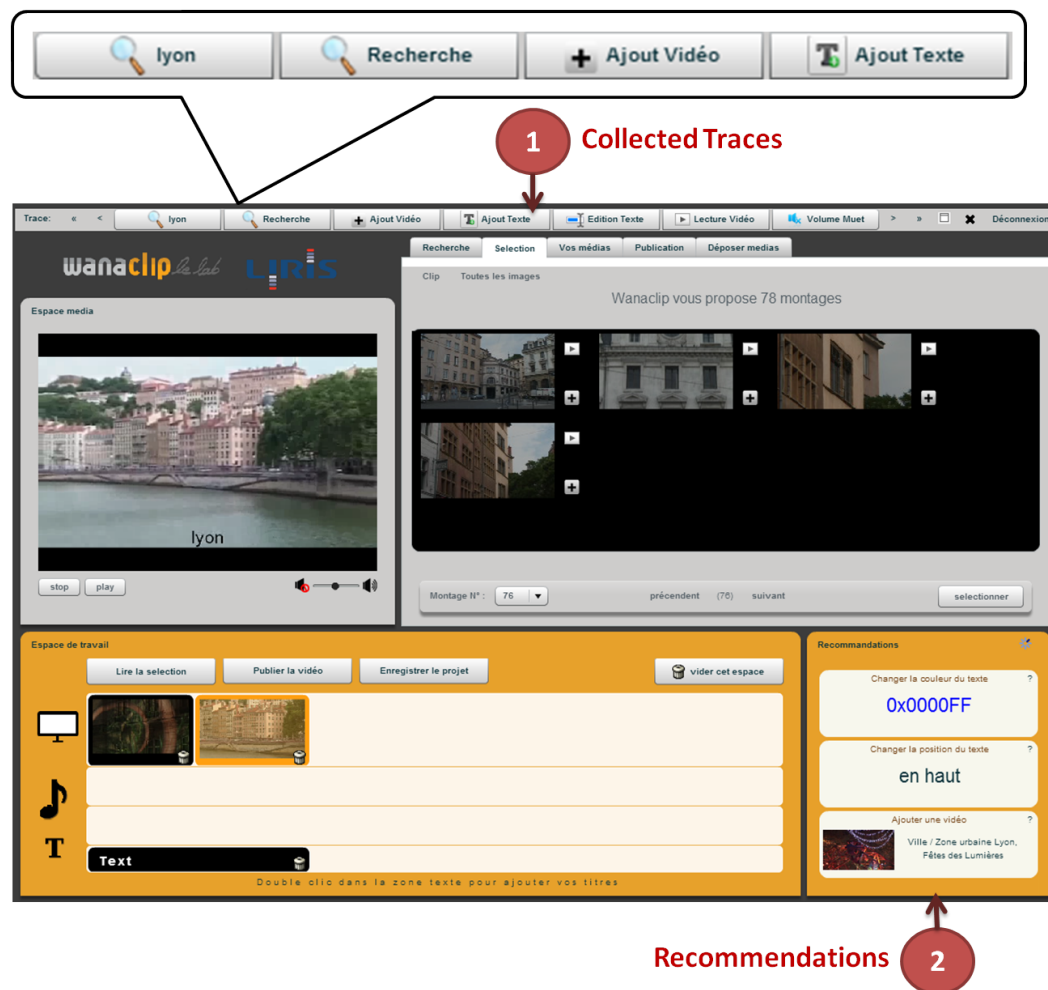 lyon Recherche Ajout Vidéo Ajout Texte
1 Collected Traces
Trace: « < lyon Recherche Ajout Vidéo Ajout Texte Edition Texte Lecture Vidéo Volume Muet > » Déconnexion
wanaclip le lab LIRIS
Recherche Selection Vos médias Publication Déposer medias
Clip Toutes les images
Wanaclip vous propose 78 montages
Espace media
lyon
stop play
Montage N° : 76 précendent (76) suivant selectionner
Espace de travail
Lire la selection Publier la vidéo Enregistrer le projet vider cet espace
T Text
Double clic dans la zone texte pour ajouter vos titres
Recommandations
Changer la couleur du texte ?
0x0000FF
Changer la position du texte ?
en haut
Ajouter une vidéo ?
Ville / Zone urbaine Lyon,
Fêtes des Lumières
Recommendations 2